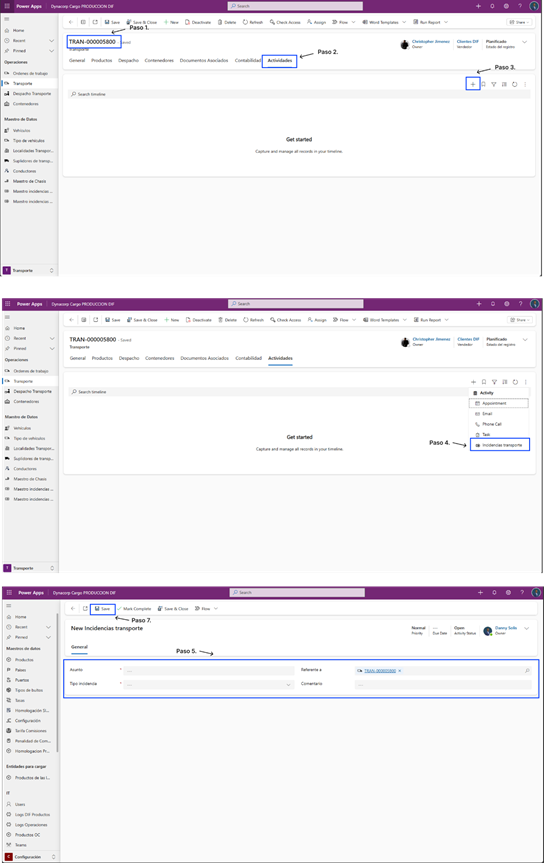 Power Apps Dynacorp Cargo PRODUCCION DIF
Search
Save Save & Close New Deactivate Delete Refresh Check Access Assign Flow Word Templates Run Report
Share
Paso 1.
TRAN-000005800 - Saved
Transporte
Christopher Jimenez
Owner
Clientes DIF
Vendedor
Planificado
Estado del registro
General Productos Despacho Contenedores Documentos Asociados Contabilidad Actividades
Paso 2.
Paso 3.
Search timeline
Get started
Capture and manage all records in your timeline.
Home
Recent
Pinned
Operaciones
Ordenes de trabajo
Transporte
Despacho Transporte
Contenedores
Maestro de Datos
Vehículos
Tipo de vehículos
Localidades Transpor...
Suplidores de transp...
Conductores
Maestro de Chasis
Maestro incidencias ...
Maestro incidencias ...
T Transporte
Power Apps Dynacorp Cargo PRODUCCION DIF
Search
Save Save & Close New Deactivate Delete Refresh Check Access Assign Flow Word Templates Run Report
Share
TRAN-000005800 - Saved
Transporte
Christopher Jimenez
Owner
Clientes DIF
Vendedor
Planificado
Estado del registro
General Productos Despacho Contenedores Documentos Asociados Contabilidad Actividades
Search timeline
Get started
Capture and manage all records in your timeline.
Activity
Appointment
Email
Phone Call
Task
Paso 4.
Incidencias transporte
Home
Recent
Pinned
Operaciones
Ordenes de trabajo
Transporte
Despacho Transporte
Contenedores
Maestro de Datos
Vehículos
Tipo de vehículos
Localidades Transpor...
Suplidores de transp...
Conductores
Maestro de Chasis
Maestro incidencias ...
Maestro incidencias ...
T Transporte
Power Apps Dynacorp Cargo PRODUCCION DIF
Search
Save Mark Complete Save & Close Flow
Paso 7.
New Incidencias transporte
Normal
Priority
---
Due Date
Open
Activity Status
Danny Solis
Owner
General
Paso 5.
Asunto * ---
Referente a TRAN-000005800
Tipo incidencia * ---
Comentario ---
Home
Recent
Pinned
Maestros de datos
Productos
Paises
Puertos
Tipos de bultos
Tasas
Homologación D...
Configuración
Tarifa Comisiones
Penalidad de Com...
Homologacion Pr...
Entidades para cargar
Productos de las l...
IT
Users
Logs DIF Productos
Logs Operaciones
Productos OC
Teams
C Configuración